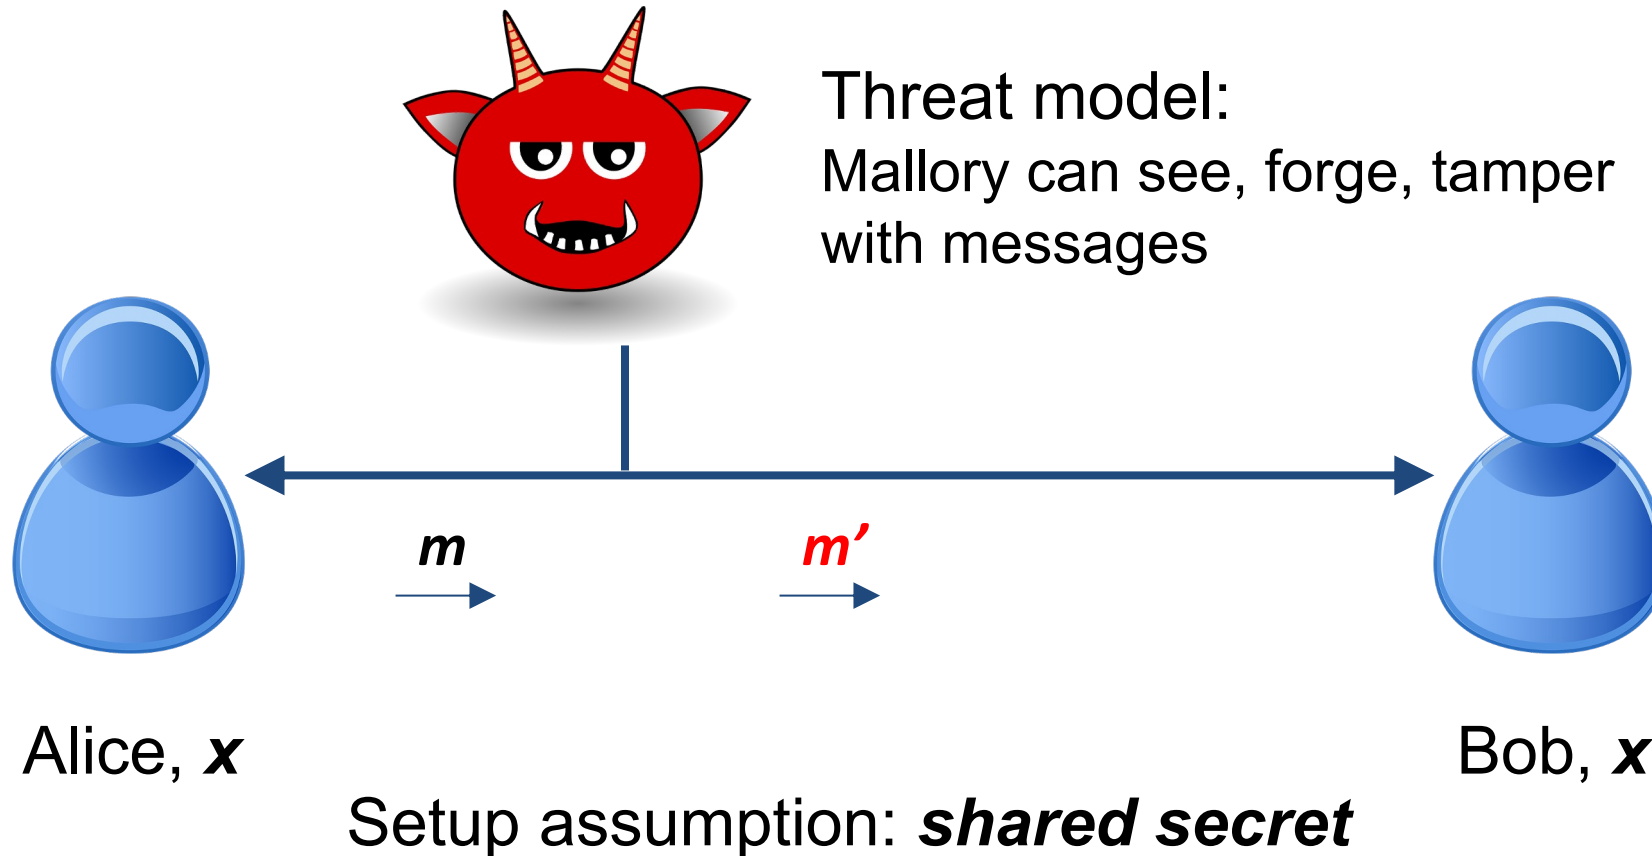 Threat model:
Mallory can see, forge, tamper
with messages
m
m’
Alice, x
Bob, x
Setup assumption: shared secret